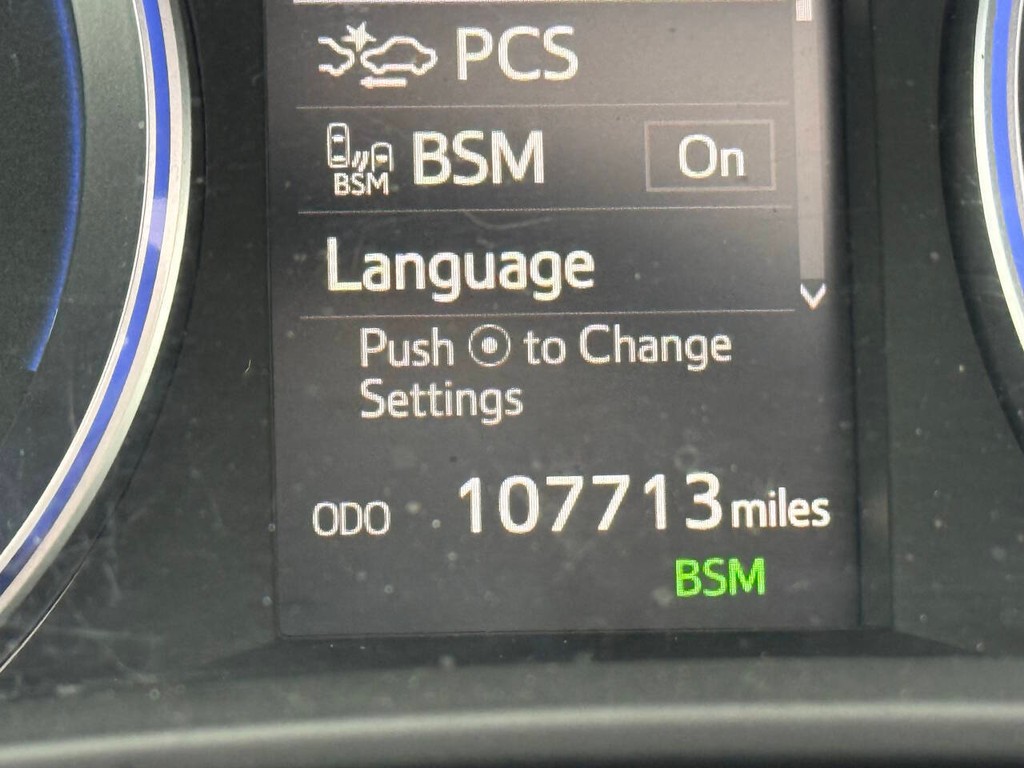 PCS
BSM BSM On
Language
Push to Change
Settings
ODO 107713 miles
BSM